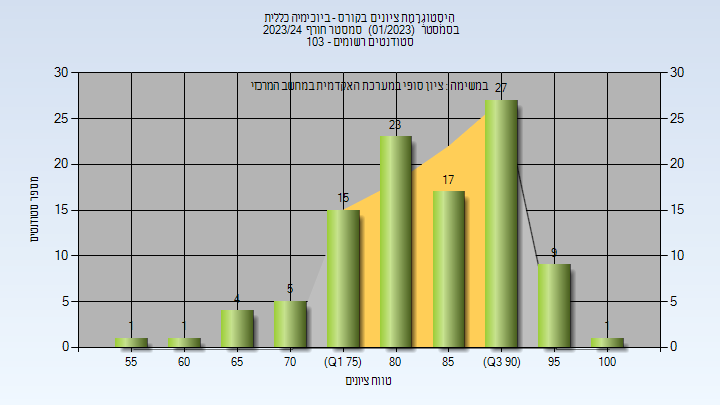 היסטוגרמת ציונים בקורס - ביוכימיה כללית
בסמסטר (01/2023) סמסטר חורף 2023/24
סטודנטים רשומים - 103
במשימה : ציון סופי במערכת האקדמית במחשב המרכזי
מספר סטודנטים
30 30
25 25
20 20
15 15
10 10
5 5
0 0
1 1 4 5 15 23 17 27 9 1
55 60 65 70 (Q1 75) 80 85 (Q3 90) 95 100
טווח ציונים